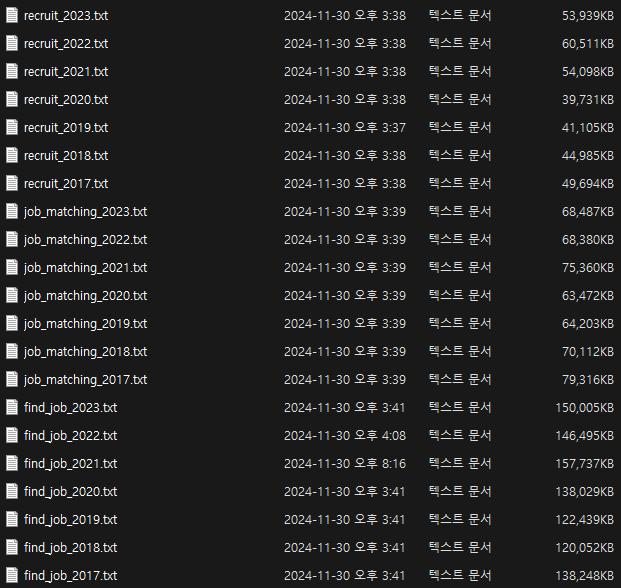 recruit_2023.txt 2024-11-30 오후 3:38 텍스트 문서 53,939KB
recruit_2022.txt 2024-11-30 오후 3:38 텍스트 문서 60,511KB
recruit_2021.txt 2024-11-30 오후 3:38 텍스트 문서 54,098KB
recruit_2020.txt 2024-11-30 오후 3:38 텍스트 문서 39,731KB
recruit_2019.txt 2024-11-30 오후 3:37 텍스트 문서 41,105KB
recruit_2018.txt 2024-11-30 오후 3:38 텍스트 문서 44,985KB
recruit_2017.txt 2024-11-30 오후 3:38 텍스트 문서 49,694KB
job_matching_2023.txt 2024-11-30 오후 3:39 텍스트 문서 68,487KB
job_matching_2022.txt 2024-11-30 오후 3:39 텍스트 문서 68,380KB
job_matching_2021.txt 2024-11-30 오후 3:39 텍스트 문서 75,360KB
job_matching_2020.txt 2024-11-30 오후 3:39 텍스트 문서 63,472KB
job_matching_2019.txt 2024-11-30 오후 3:39 텍스트 문서 64,203KB
job_matching_2018.txt 2024-11-30 오후 3:39 텍스트 문서 70,112KB
job_matching_2017.txt 2024-11-30 오후 3:39 텍스트 문서 79,316KB
find_job_2023.txt 2024-11-30 오후 3:41 텍스트 문서 150,005KB
find_job_2022.txt 2024-11-30 오후 4:08 텍스트 문서 146,495KB
find_job_2021.txt 2024-11-30 오후 8:16 텍스트 문서 157,737KB
find_job_2020.txt 2024-11-30 오후 3:41 텍스트 문서 138,029KB
find_job_2019.txt 2024-11-30 오후 3:41 텍스트 문서 122,439KB
find_job_2018.txt 2024-11-30 오후 3:41 텍스트 문서 120,052KB
find_job_2017.txt 2024-11-30 오후 3:41 텍스트 문서 138,248KB